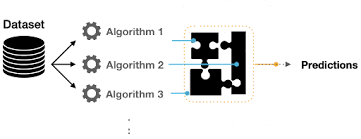 Dataset
Algorithm 1
Algorithm 2
Algorithm 3
Predictions